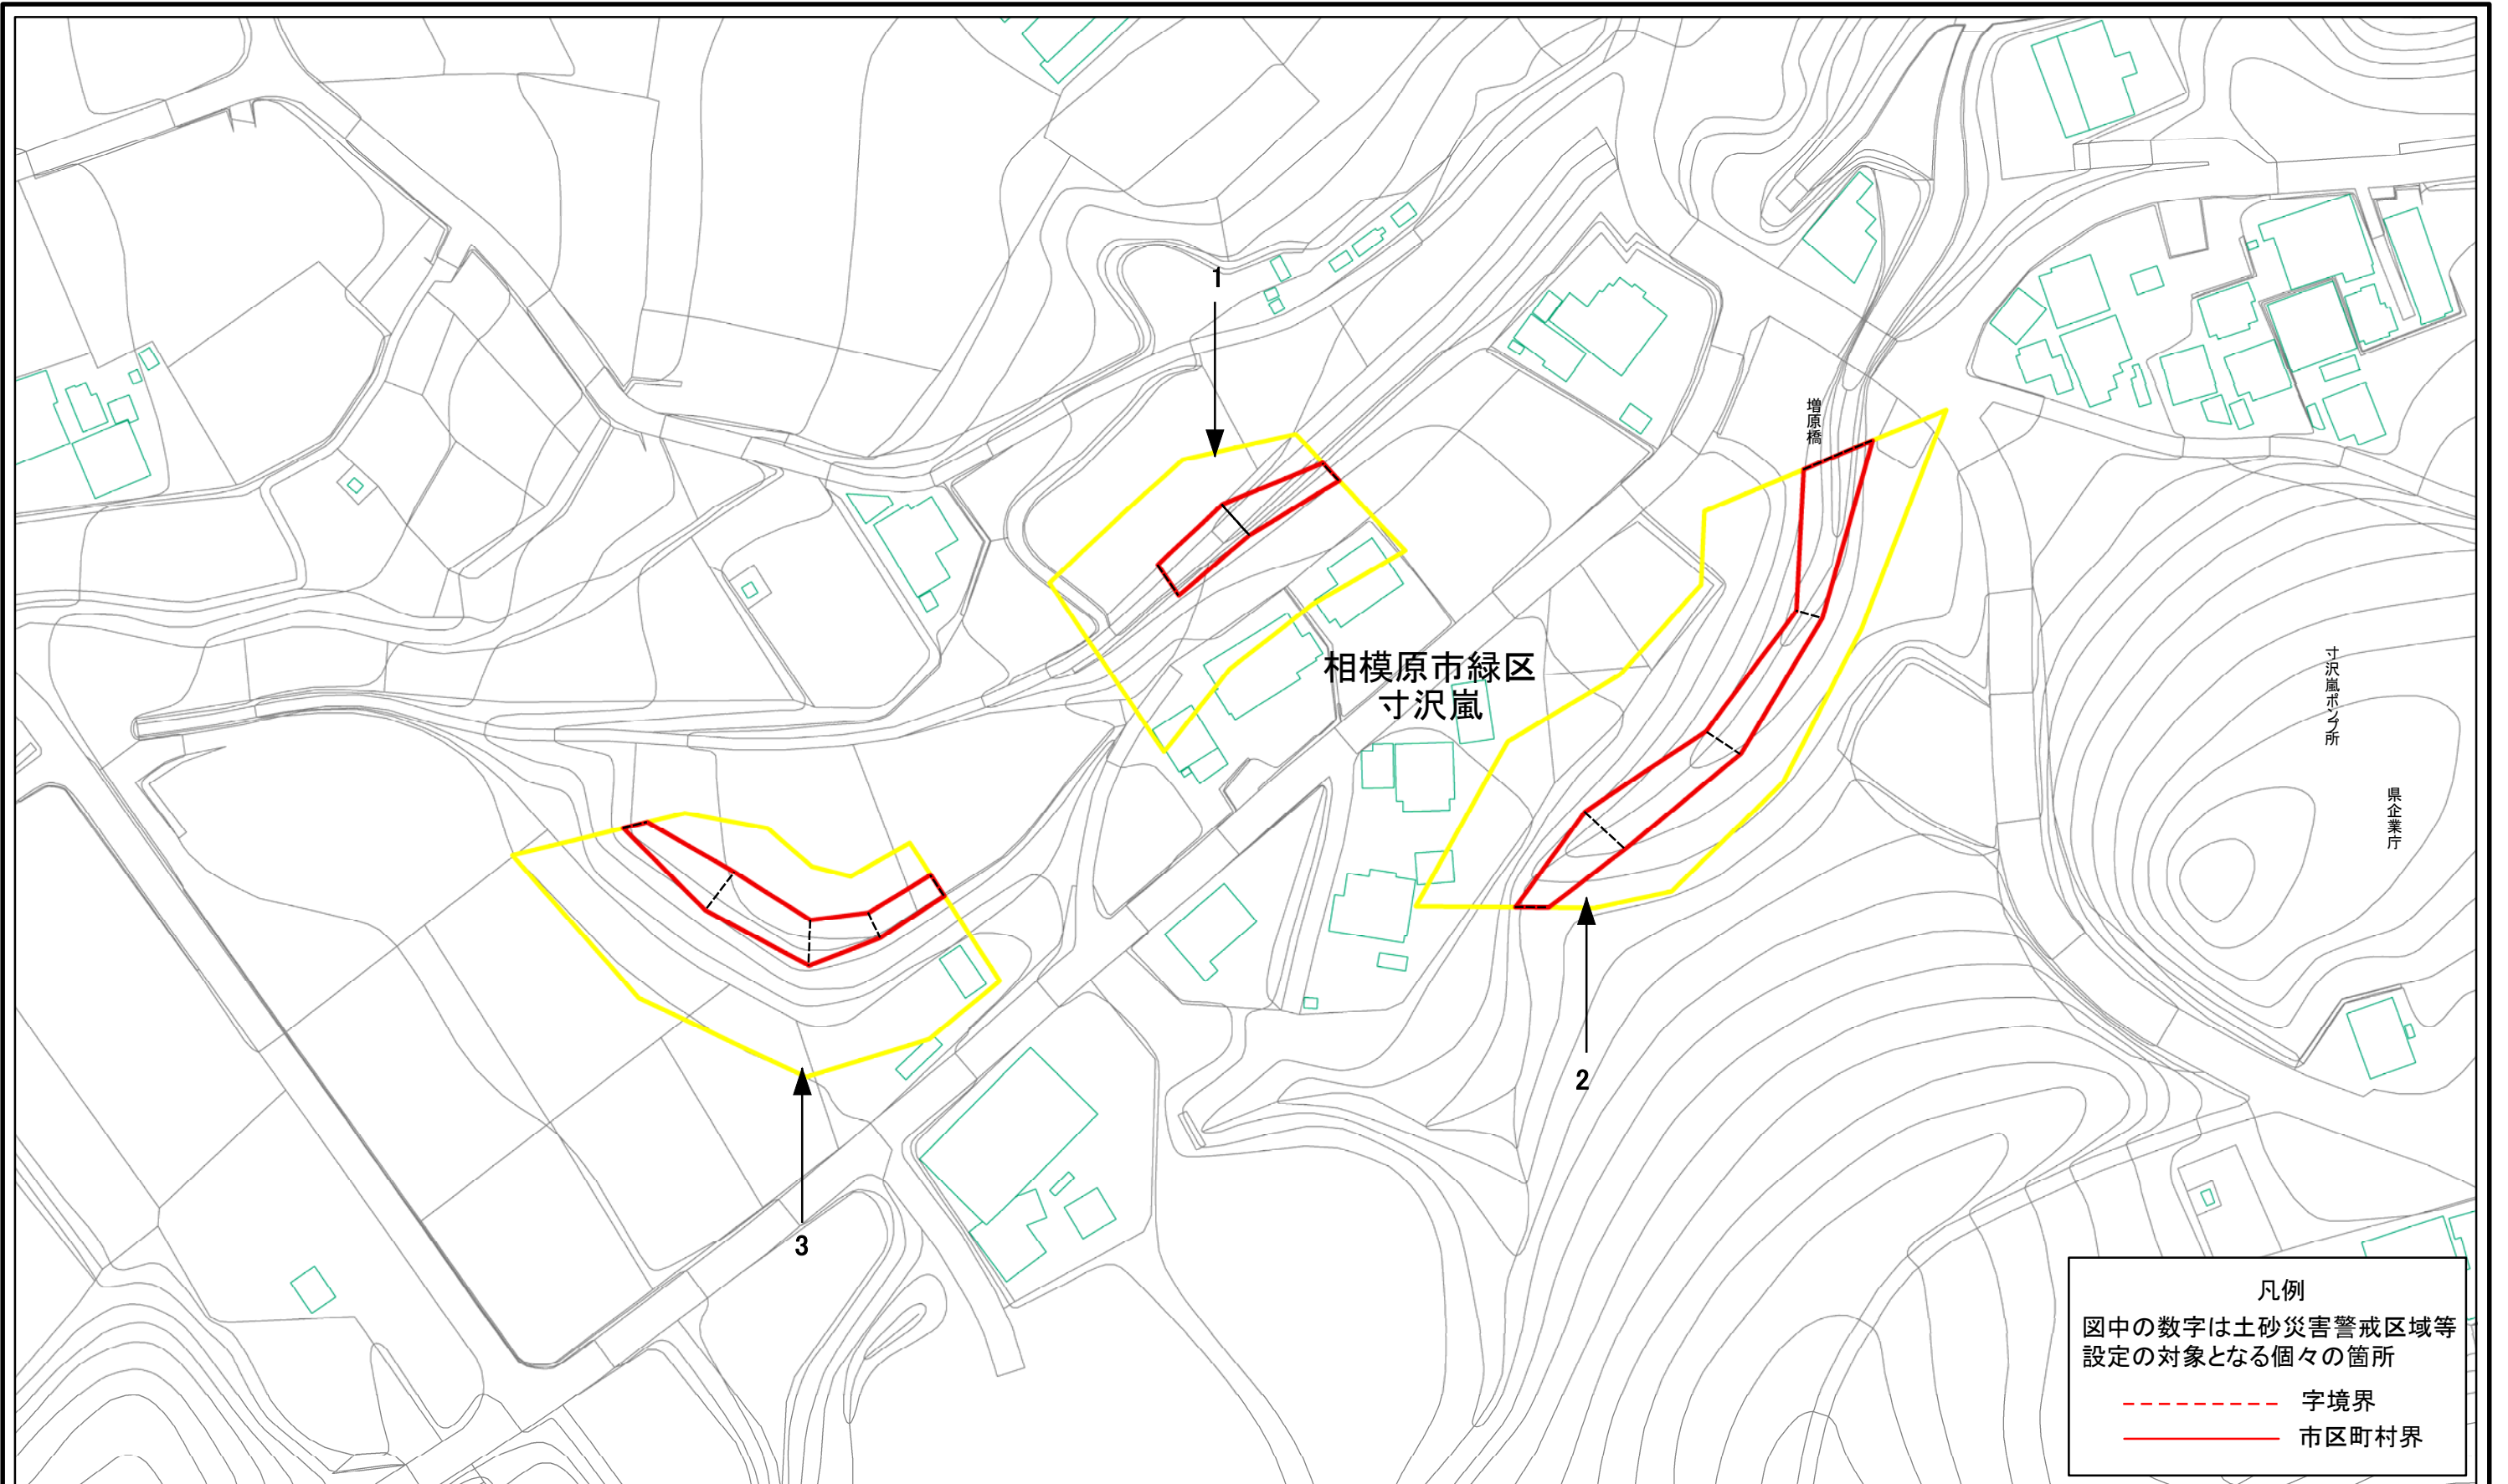 1
増原橋
相模原市緑区
寸沢嵐
寸沢嵐ポンプ所
県企業庁
2
3
凡例
図中の数字は土砂災害警戒区域等
設定の対象となる個々の箇所
字境界
市区町村界